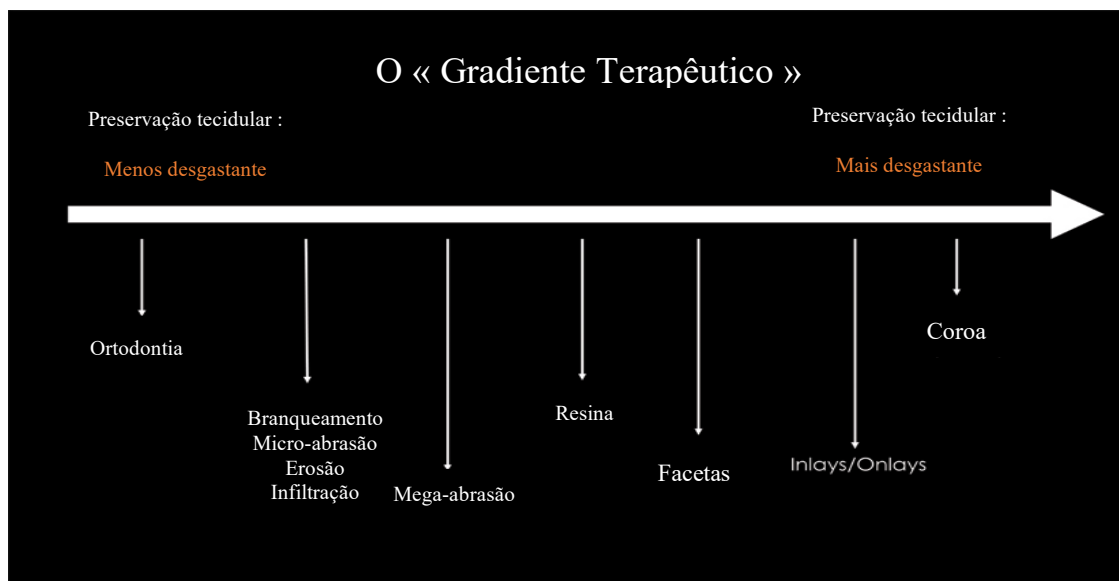 O « Gradiente Terapêutico »
Preservação tecidular :
Menos desgastante
Preservação tecidular :
Mais desgastante
Ortodontia
Branqueamento
Micro-abrasão
Erosão
Infiltração
Mega-abrasão
Resina
Facetas
Inlays/Onlays
Coroa